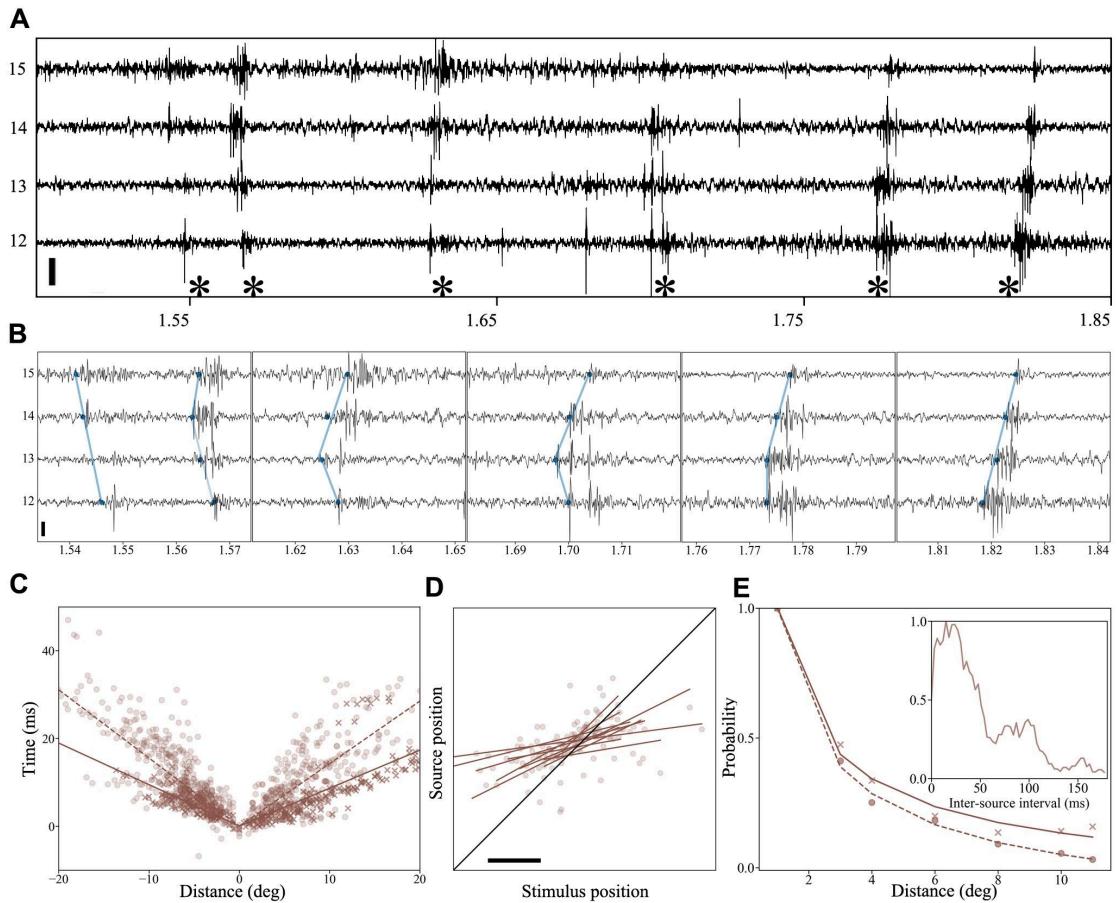 A
15
14
13
12
* * * * * *
1.55 1.65 1.75 1.85
B
15
14
13
12
1.54 1.55 1.56 1.57 1.62 1.63 1.64 1.65 1.69 1.70 1.71 1.76 1.77 1.78 1.79 1.81 1.82 1.83 1.84
C
Time (ms)
40
20
0
−20 −10 0 10 20
Distance (deg)
D
Source position
Stimulus position
E
Probability
1.0
0.5
0.0
2 4 6 8 10
Distance (deg)
1.0
0.5
0.0
0 50 100 150
Inter-source interval (ms)